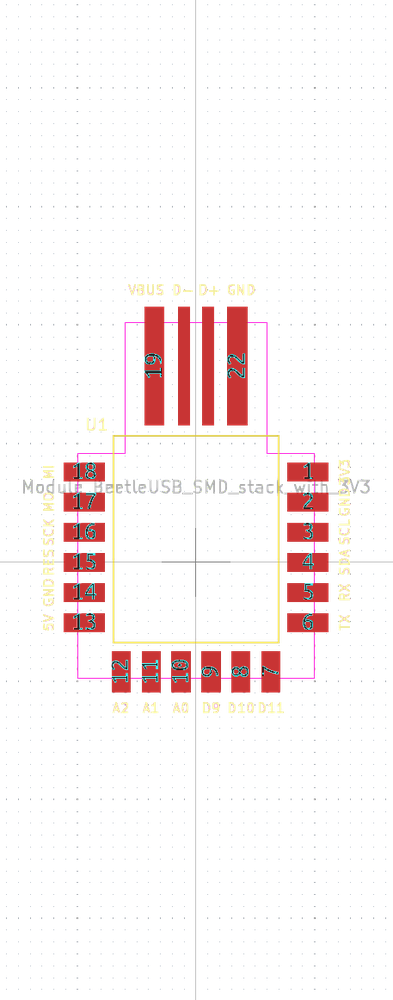 VBUS D- D+ GND
19
22
U1
18
17
16
15
14
13
MI
MO
SCK
RES
GND
5V
Module_BeetleUSB_SMD_stack_with_3V3
1
2
3
4
5
6
3V3
GND
SCL
SDA
RX
TX
12
11
10
9
8
7
A2 A1 A0 D9 D10 D11